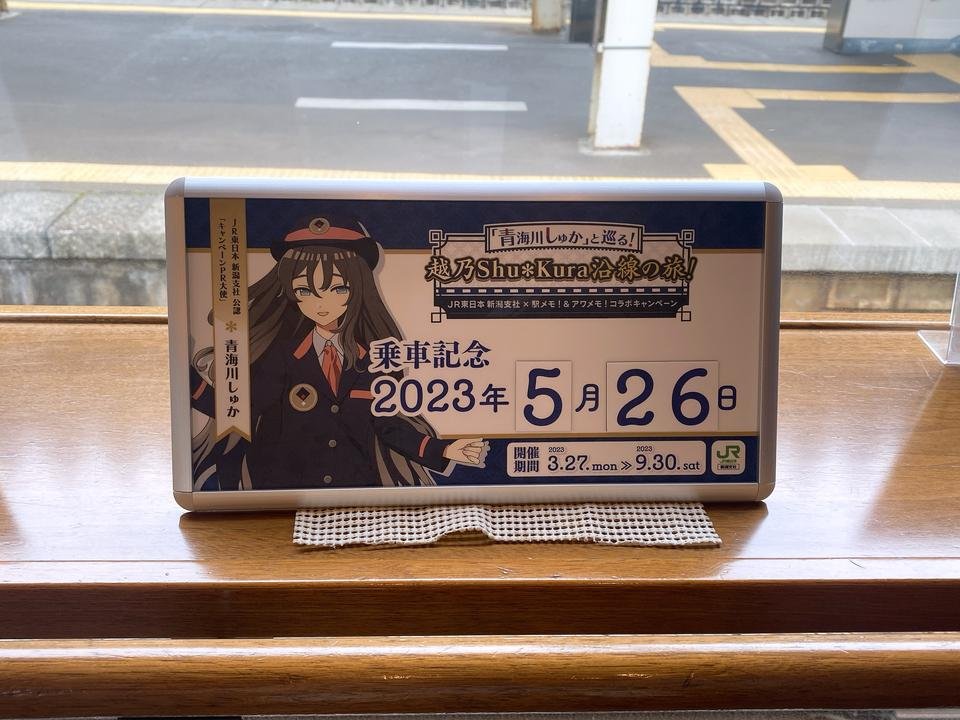 JR東日本 新潟支社 公認
「キャンペーンPR大使」
青海川しゅか
「青海川しゅか」と巡る！
越乃Shu*Kura沿線の旅！
JR東日本 新潟支社 × 駅メモ！&アワメモ！コラボキャンペーン
乗車記念
2023年5月26日
開催期間 2023 3.27.mon ≫ 2023 9.30.sat
JR